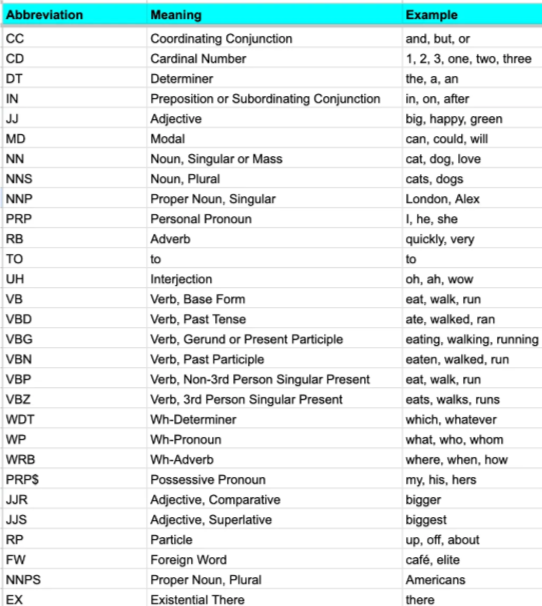 Abbreviation Meaning Example
CC Coordinating Conjunction and, but, or
CD Cardinal Number 1, 2, 3, one, two, three
DT Determiner the, a, an
IN Preposition or Subordinating Conjunction in, on, after
JJ Adjective big, happy, green
MD Modal can, could, will
NN Noun, Singular or Mass cat, dog, love
NNS Noun, Plural cats, dogs
NNP Proper Noun, Singular London, Alex
PRP Personal Pronoun I, he, she
RB Adverb quickly, very
TO to to
UH Interjection oh, ah, wow
VB Verb, Base Form eat, walk, run
VBD Verb, Past Tense ate, walked, ran
VBG Verb, Gerund or Present Participle eating, walking, running
VBN Verb, Past Participle eaten, walked, run
VBP Verb, Non-3rd Person Singular Present eat, walk, run
VBZ Verb, 3rd Person Singular Present eats, walks, runs
WDT Wh-Determiner which, whatever
WP Wh-Pronoun what, who, whom
WRB Wh-Adverb where, when, how
PRP$ Possessive Pronoun my, his, hers
JJR Adjective, Comparative bigger
JJS Adjective, Superlative biggest
RP Particle up, off, about
FW Foreign Word café, elite
NNPS Proper Noun, Plural Americans
EX Existential There there